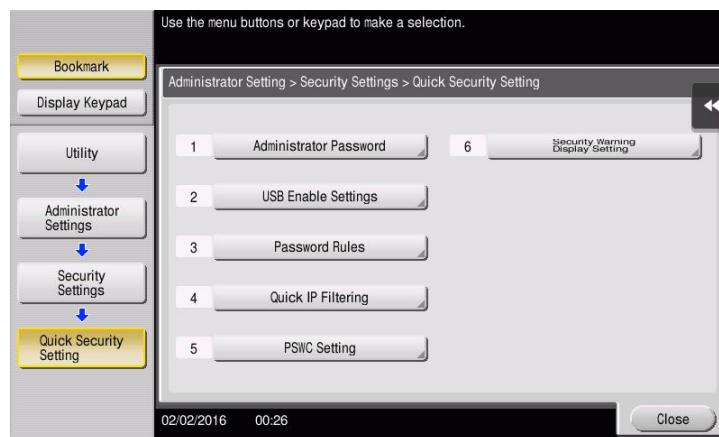 Use the menu buttons or keypad to make a selection.
Bookmark
Display Keypad
Utility
Administrator
Settings
Security
Settings
Quick Security
Setting
Administrator Setting > Security Settings > Quick Security Setting
1 Administrator Password
2 USB Enable Settings
3 Password Rules
4 Quick IP Filtering
5 PSWC Setting
6 Security Warning
Display Setting
02/02/2016 00:26
Close